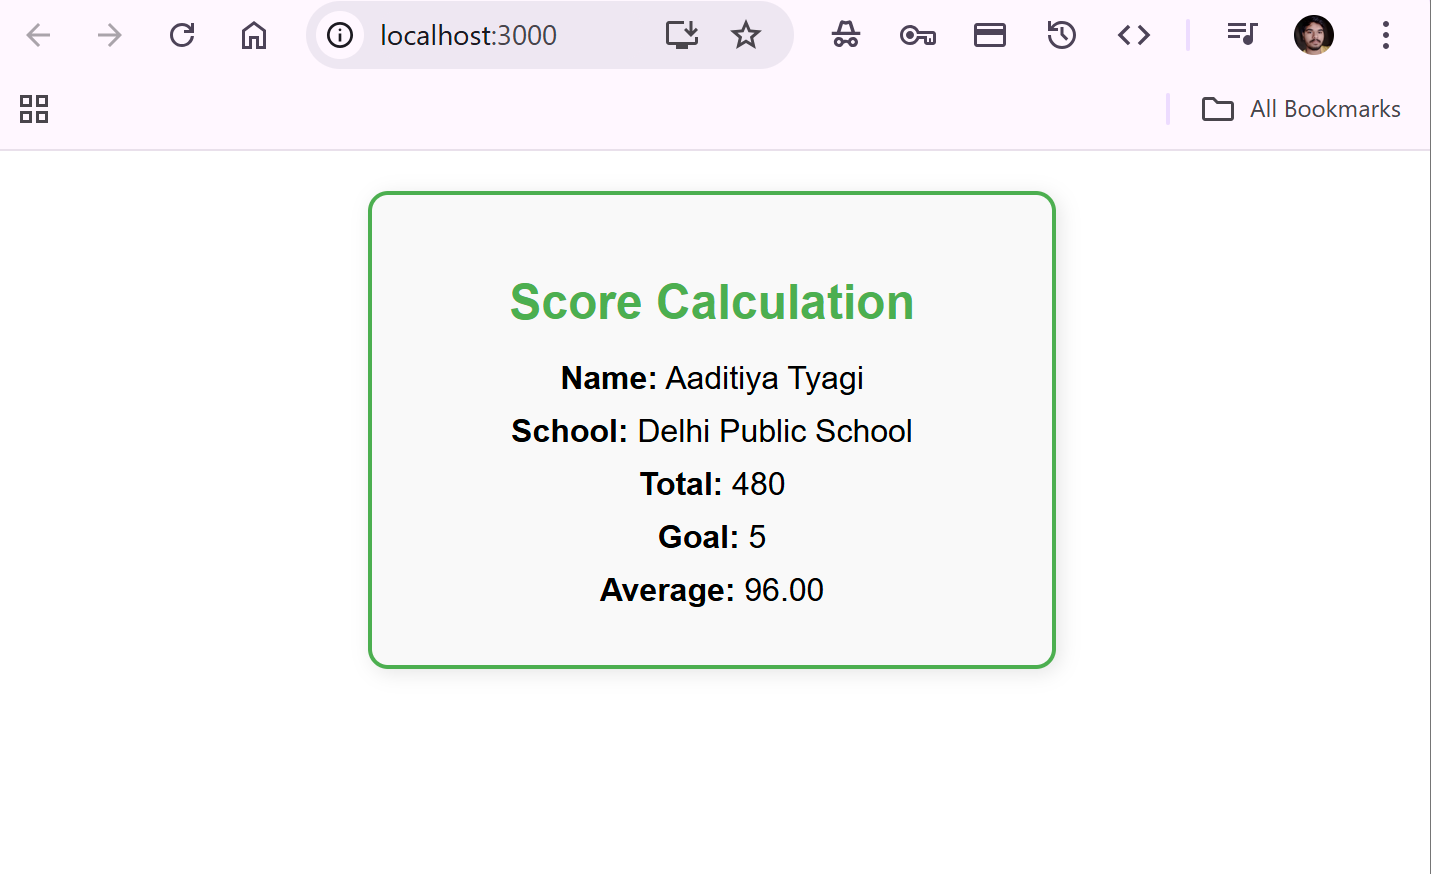 localhost:3000
All Bookmarks
Score Calculation
Name: Aaditiya Tyagi
School: Delhi Public School
Total: 480
Goal: 5
Average: 96.00